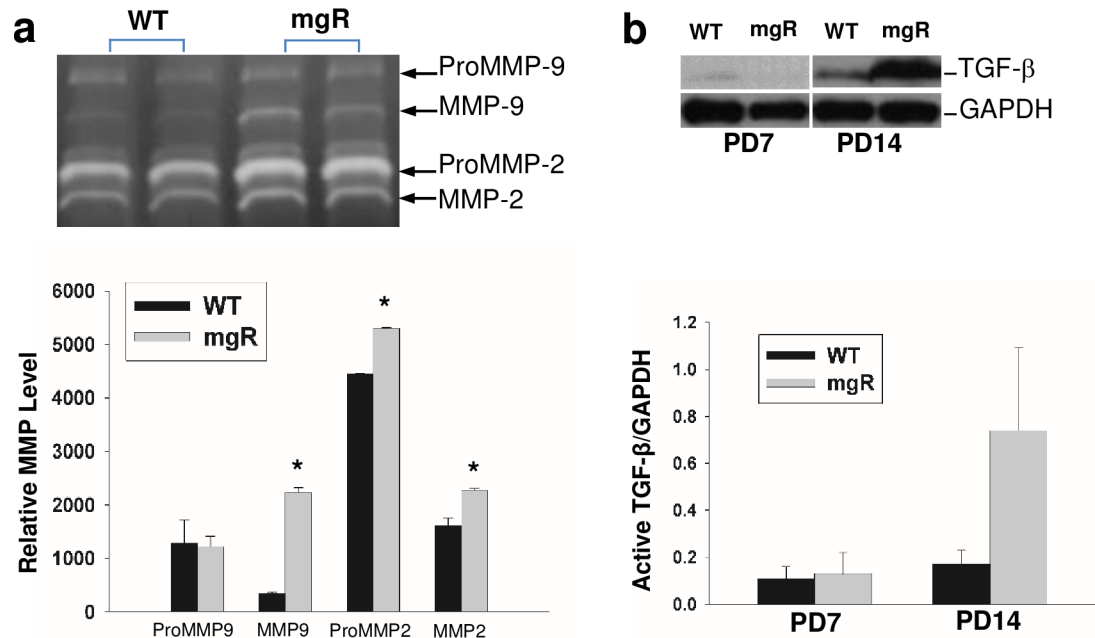 a
WT mgR
ProMMP-9
MMP-9
ProMMP-2
MMP-2
Relative MMP Level
6000
5000
4000
3000
2000
1000
0
WT
mgR
*
*
*
ProMMP9 MMP9 ProMMP2 MMP2
b
WT mgR WT mgR
TGF-β
GAPDH
PD7 PD14
Active TGF-β/GAPDH
1.2
1.0
0.8
0.6
0.4
0.2
0.0
WT
mgR
PD7 PD14